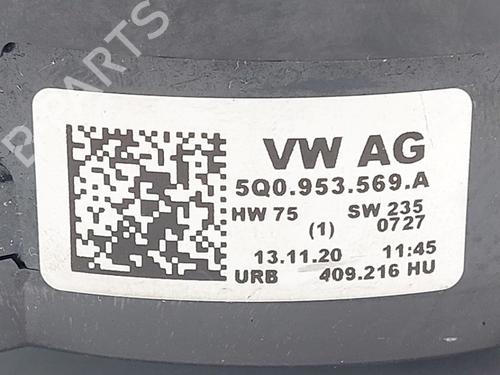 B-PARTS
VW AG
5Q0.953.569.A
HW 75 SW 235
(1) 0727
13.11.20 11:45
URB 409.216 HU